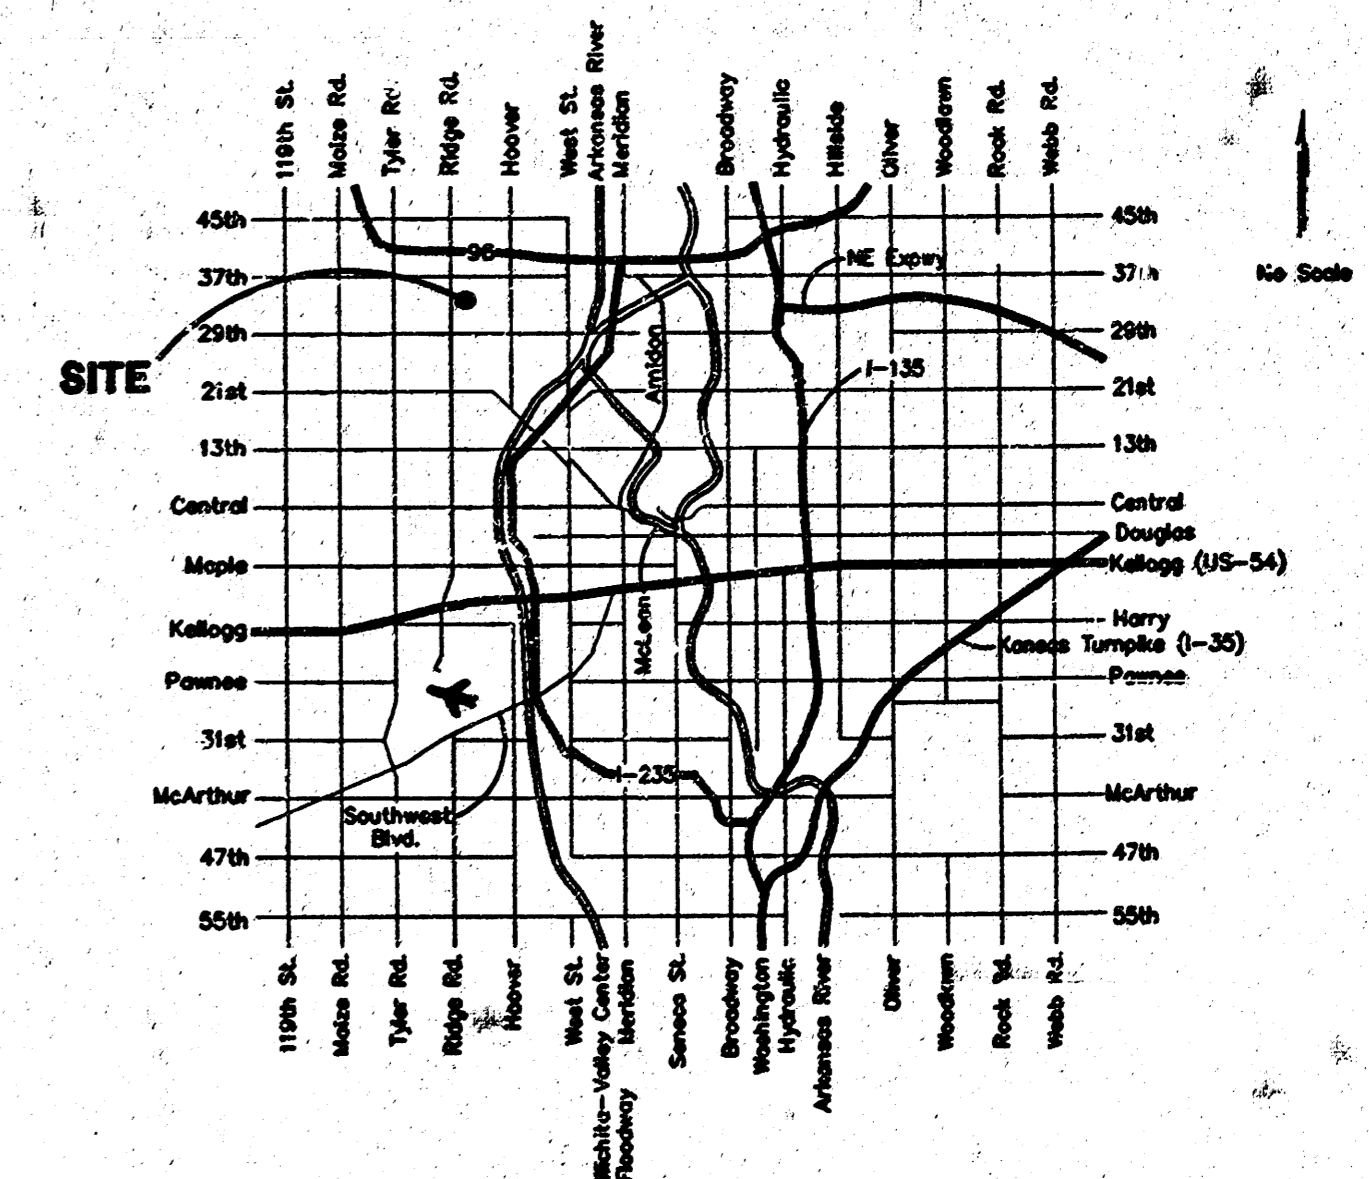 119th St.
Maize Rd.
Tyler Rd.
Ridge Rd.
Hoover
West St.
Arkansas River
Meridian
Broadway
Hydraulic
Hillside
Oliver
Woodlawn
Rock Rd.
Webb Rd.
45th
45th
96
NE Expwy
37th
37th
No Scale
29th
29th
SITE
Amidon
I-135
21st
21st
13th
13th
Central
Central
Douglas
Maple
Kellogg (US-54)
McLean
Kellogg
Harry
Kansas Turnpike (I-35)
Pawnee
Pawnee
31st
31st
I-235
McArthur
McArthur
Southwest
Blvd.
47th
47th
55th
55th
119th St.
Maize Rd.
Tyler Rd.
Ridge Rd.
Hoover
West St.
Wichita-Valley Center
Floodway
Meridian
Seneca St.
Broadway
Washington
Hydraulic
Arkansas River
Oliver
Woodlawn
Rock Rd.
Webb Rd.